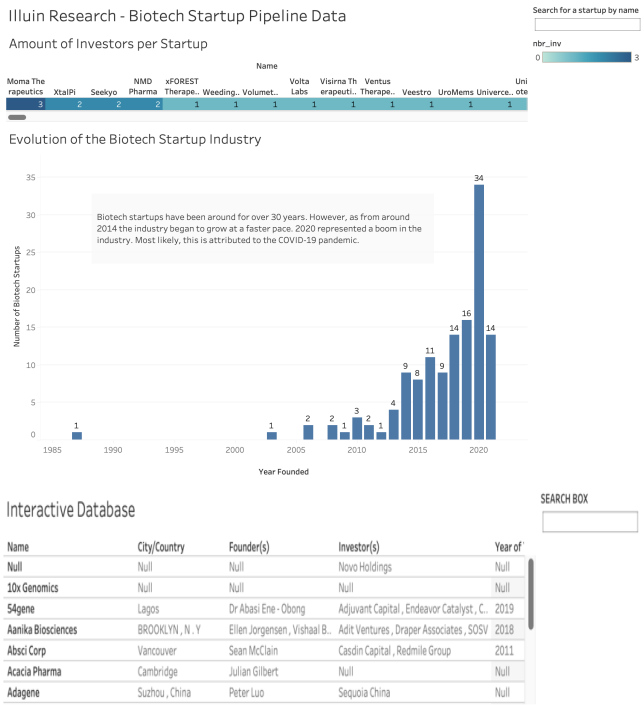 Illuin Research - Biotech Startup Pipeline Data
Search for a startup by name
Amount of Investors per Startup
nbr_inv
0 3
Name
Moma The rapeutics XtalPi Seekyo NMD Pharma xFOREST Therape.. Weeding.. Volumet.. Volta Labs Visirna Th erapeuti.. Ventus Therape.. Veestro UroMems Univerce.. Uni ote
3 2 2 2 1 1 1 1 1 1 1 1 1
Evolution of the Biotech Startup Industry
Biotech startups have been around for over 30 years. However, as from around
2014 the industry began to grow at a faster pace. 2020 represented a boom in the
industry. Most likely, this is attributed to the COVID-19 pandemic.
Number of Biotech Startups
35
30
25
20
15
10
5
0
1 1 2 2 1 3 2 1 4 9 8 11 9 14 16 34 14
1985 1990 1995 2000 2005 2010 2015 2020
Year Founded
Interactive Database
SEARCH BOX
Name City/Country Founder(s) Investor(s) Year of
Null Null Null Novo Holdings Null
10x Genomics Null Null Null Null
54gene Lagos Dr Abasi Ene - Obong Adjuvant Capital , Endeavor Catalyst , C.. 2019
Aanika Biosciences BROOKLYN , N . Y Ellen Jorgensen , Vishaal B.. Adit Ventures , Draper Associates , SOSV 2018
Absci Corp Vancouver Sean McClain Casdin Capital , Redmile Group 2011
Acacia Pharma Cambridge Julian Gilbert Null Null
Adagene Suzhou , China Peter Luo Sequoia China Null